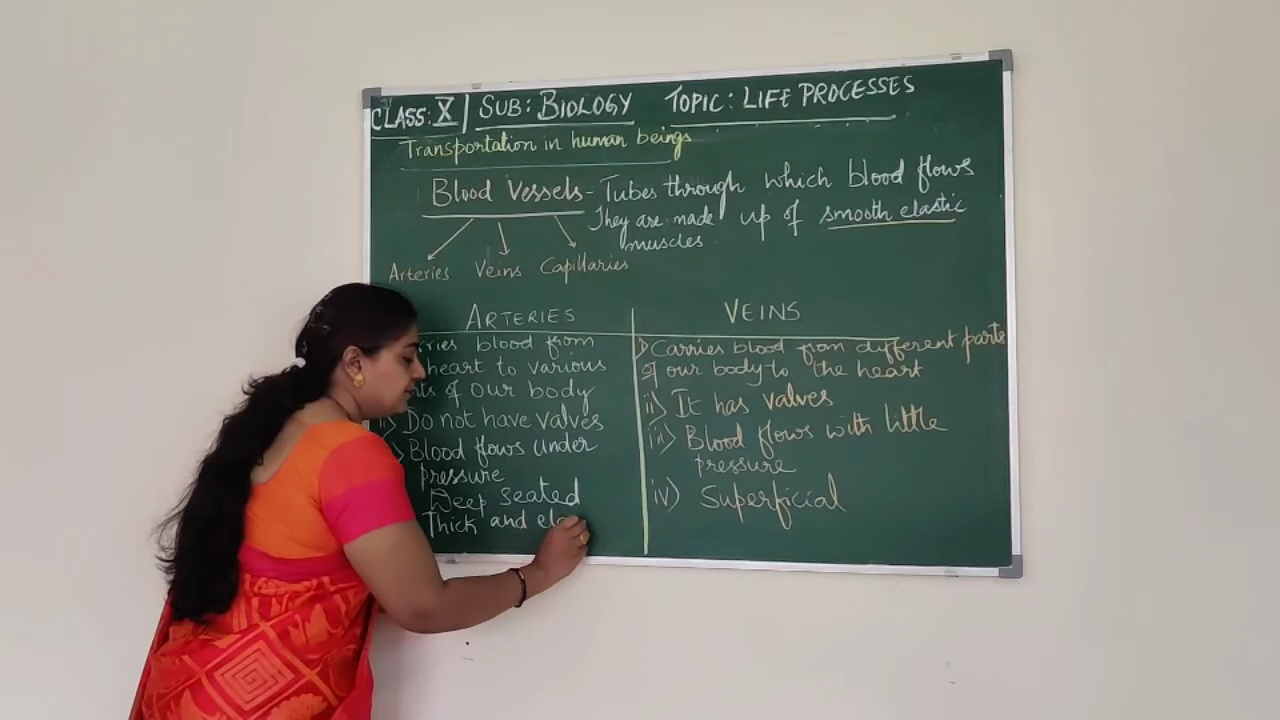 CLASS: X | SUB: BIOLOGY TOPIC: LIFE PROCESSES
Transportation in human beings
Blood Vessels - Tubes through which blood flows
They are made up of smooth elastic
muscles.
Arteries Veins Capillaries
ARTERIES
ries blood from
heart to various
ts of our body
ii) Do not have valves
) Blood flows under
pressure
Deep seated
Thick and ela
VEINS
i) Carries blood from different parts
of our body to the heart
ii) It has valves
iii) Blood flows with little
pressure
iv) Superficial